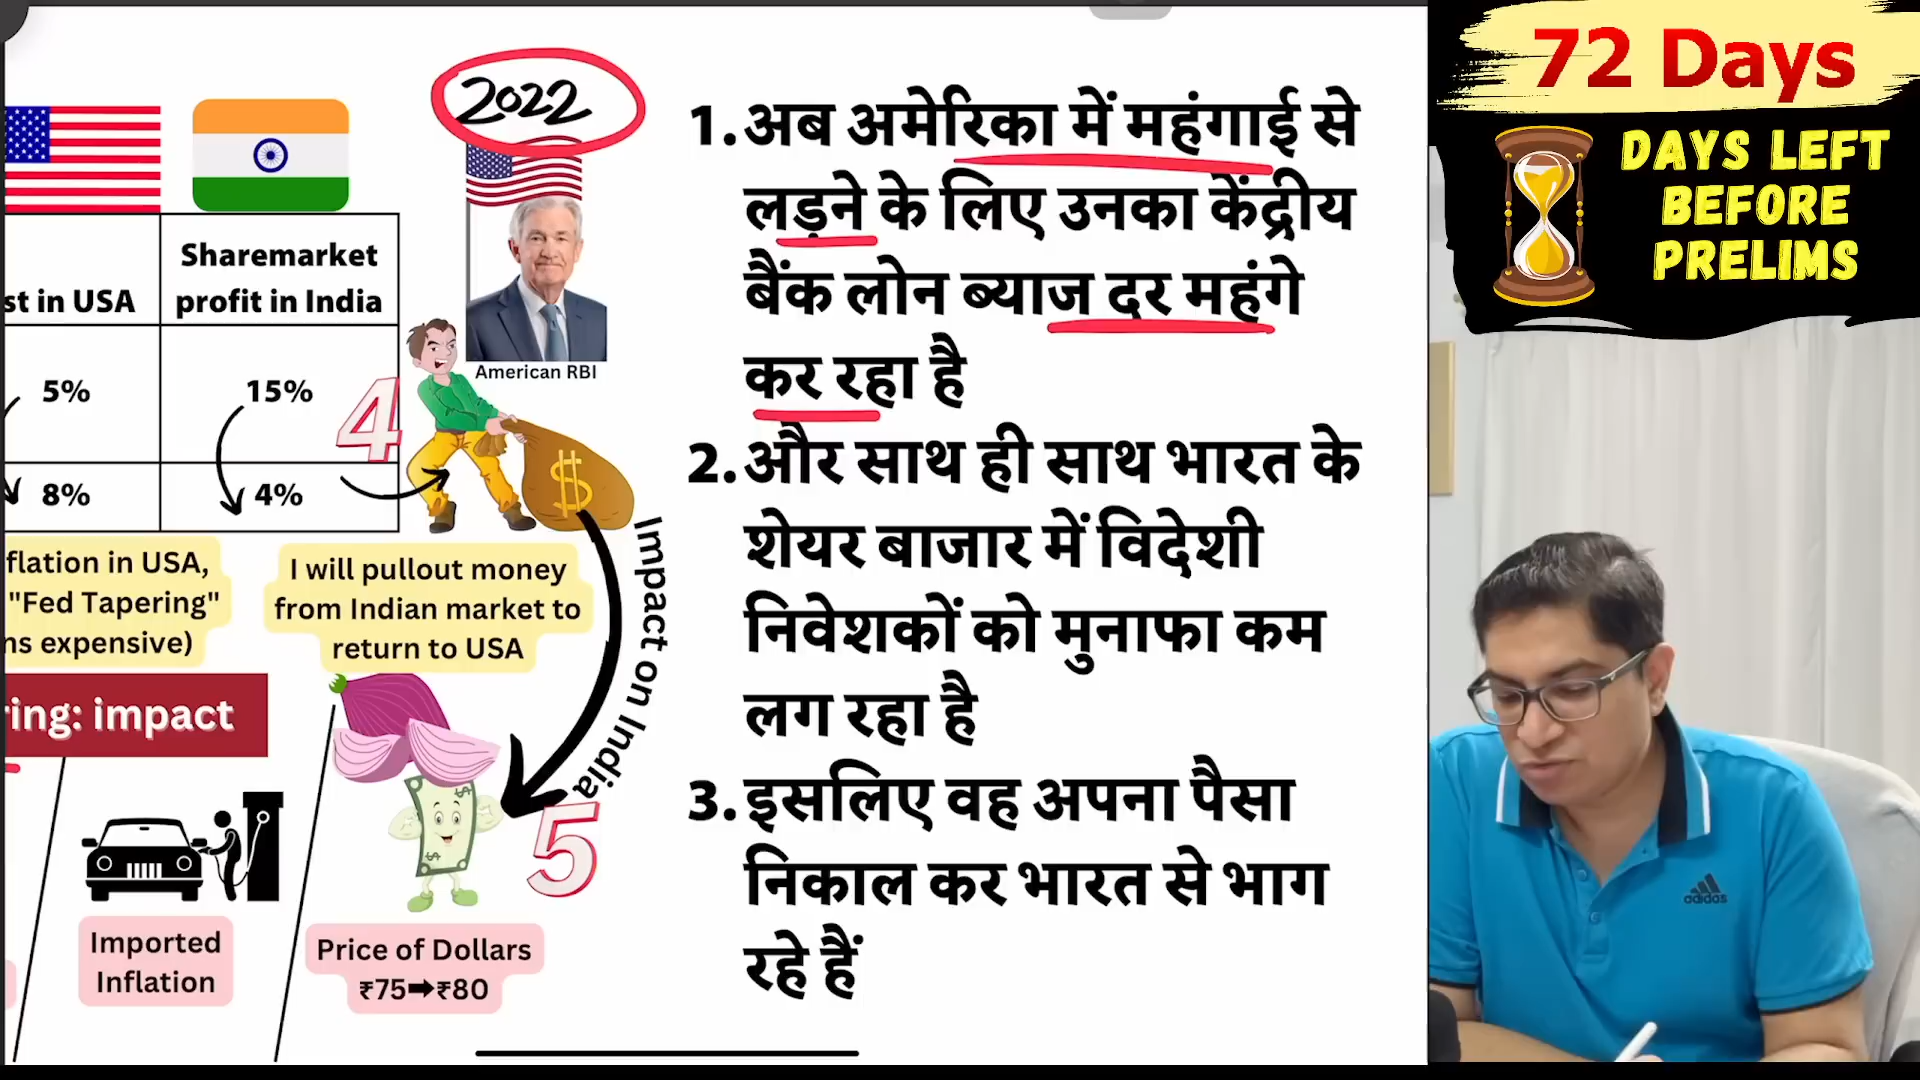 2022
American RBI
st in USA
Sharemarket
profit in India
5%
15%
4
8%
4%
flation in USA,
"Fed Tapering"
ns expensive)
I will pullout money
from Indian market to
return to USA
Impact on India
ring: impact
5
Imported
Inflation
Price of Dollars
₹75➡₹80
1. अब अमेरिका में महंगाई से
लड़ने के लिए उनका केंद्रीय
बैंक लोन ब्याज दर महंगे
कर रहा है
2. और साथ ही साथ भारत के
शेयर बाजार में विदेशी
निवेशकों को मुनाफा कम
लग रहा है
3. इसलिए वह अपना पैसा
निकाल कर भारत से भाग
रहे हैं
72 Days
DAYS LEFT
BEFORE
PRELIMS
adidas